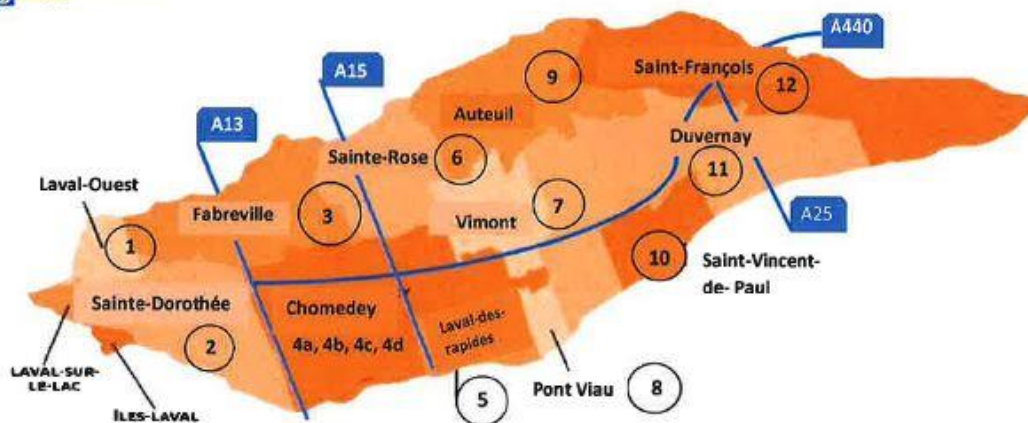 A440
A15
9
Saint-François
12
Auteuil
A13
Duvernay
Sainte-Rose
6
11
Laval-Ouest
Fabreville
3
Vimont
7
A25
1
10
Saint-Vincent-
de- Paul
Sainte-Dorothée
Chomedey
Laval-des-
rapides
2
4a, 4b, 4c, 4d
LAVAL-SUR-
LE-LAC
5
Pont Viau
8
ÎLES-LAVAL